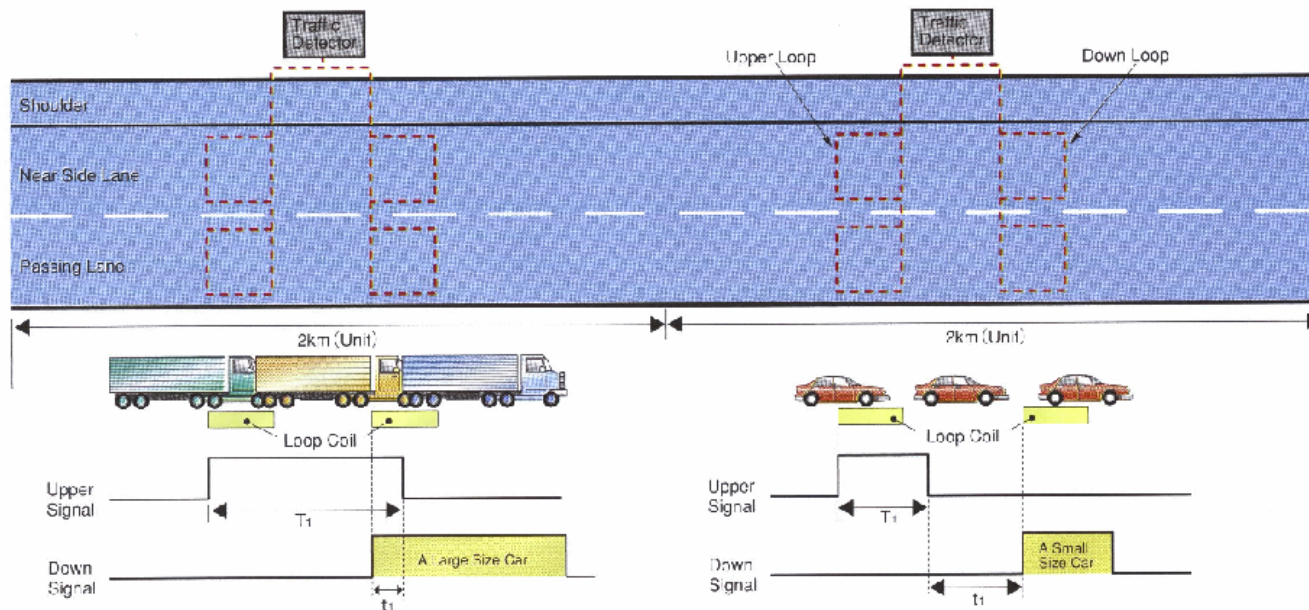 Traffic
Detector
Traffic
Detector
Upper Loop
Down Loop
Shoulder
Near Side Lane
Passing Lane
2km(Unit)
2km(Unit)
Loop Coil
Loop Coil
Upper
Signal
T1
Down
Signal
A Large Size Car
t1
Upper
Signal
T1
Down
Signal
A Small
Size Car
t1